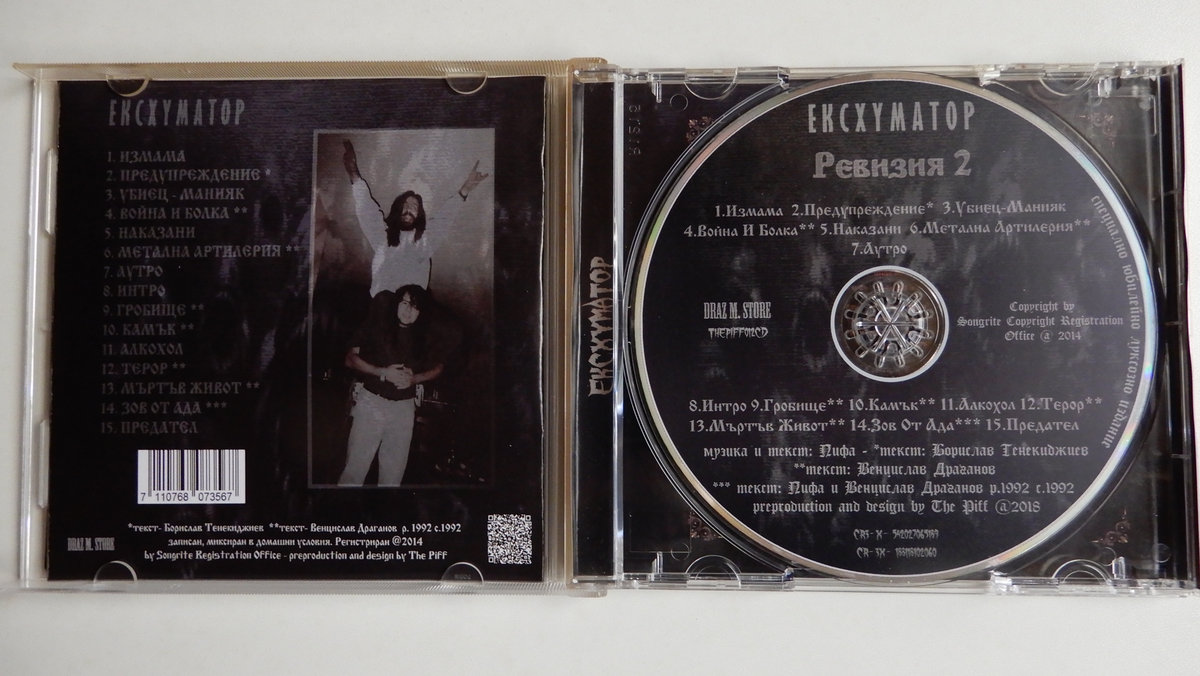 ЕКСХУМАТОР
1. ИЗМАМА
2. ПРЕДУПРЕЖДЕНИЕ *
3. УБИЕЦ - МАНИЯК
4. ВОЙНА И БОЛКА **
5. НАКАЗАНИ
6. МЕТАЛНА АРТИЛЕРИЯ **
7. АУТРО
8. ИНТРО
9. ГРОБИЩЕ **
10. КАМЪК **
11. АЛКОХОЛ
12. ТЕРОР **
13. МЪРТЪВ ЖИВОТ **
14. ЗОВ ОТ АДА ***
15. ПРЕДАТЕЛ
7 110768 073567
DRAZ M. STORE
*текст- Борислав Тенекиджиев **текст- Венцислав Драганов р. 1992 с.1992
записан, миксиран в домашни условия. Регистриран @2014
by Songrite Registration Office - preproduction and design by The Piff
ЕКСХУМАТОР
ЕКСХУМАТОР
Ревизия 2
1.Измама 2.Предупреждение* 3.Убиец-Манияк
4.Война И Болка** 5.Наказани 6.Метална Артилерия**
7.Аутро
DRAZ M. STORE
THEPIFF012CD
Copyright by
Songrite Copyright Registration
Office @ 2014
оригинално юбилейно луксозно издание
8.Интро 9.Гробище** 10.Камък** 11.Алкохол 12.Терор**
13.Мъртъв Живот** 14.Зов От Ада*** 15.Предател
музика и текст: Пифа - *текст: Борислав Тенекиджиев
**текст: Венцислав Драганов
*** текст: Пифа и Венцислав Драганов р.1992 с.1992
preproduction and design by The Piff @2018